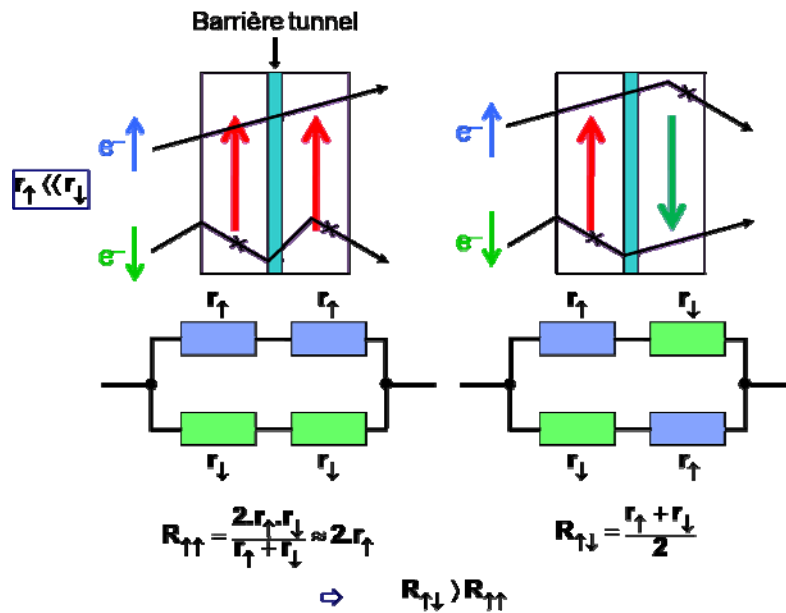 Barrière tunnel
e⁻ e⁻
r↑ << r↓
e⁻ e⁻
r↑ r↑ r↑ r↓
r↓ r↓ r↓ r↑
R↑↑ = 2.r↑.r↓ / r↑ + r↓ ≈ 2.r↑
R↑↓ = r↑ + r↓ / 2
⇨ R↑↓ ⟩ R↑↑